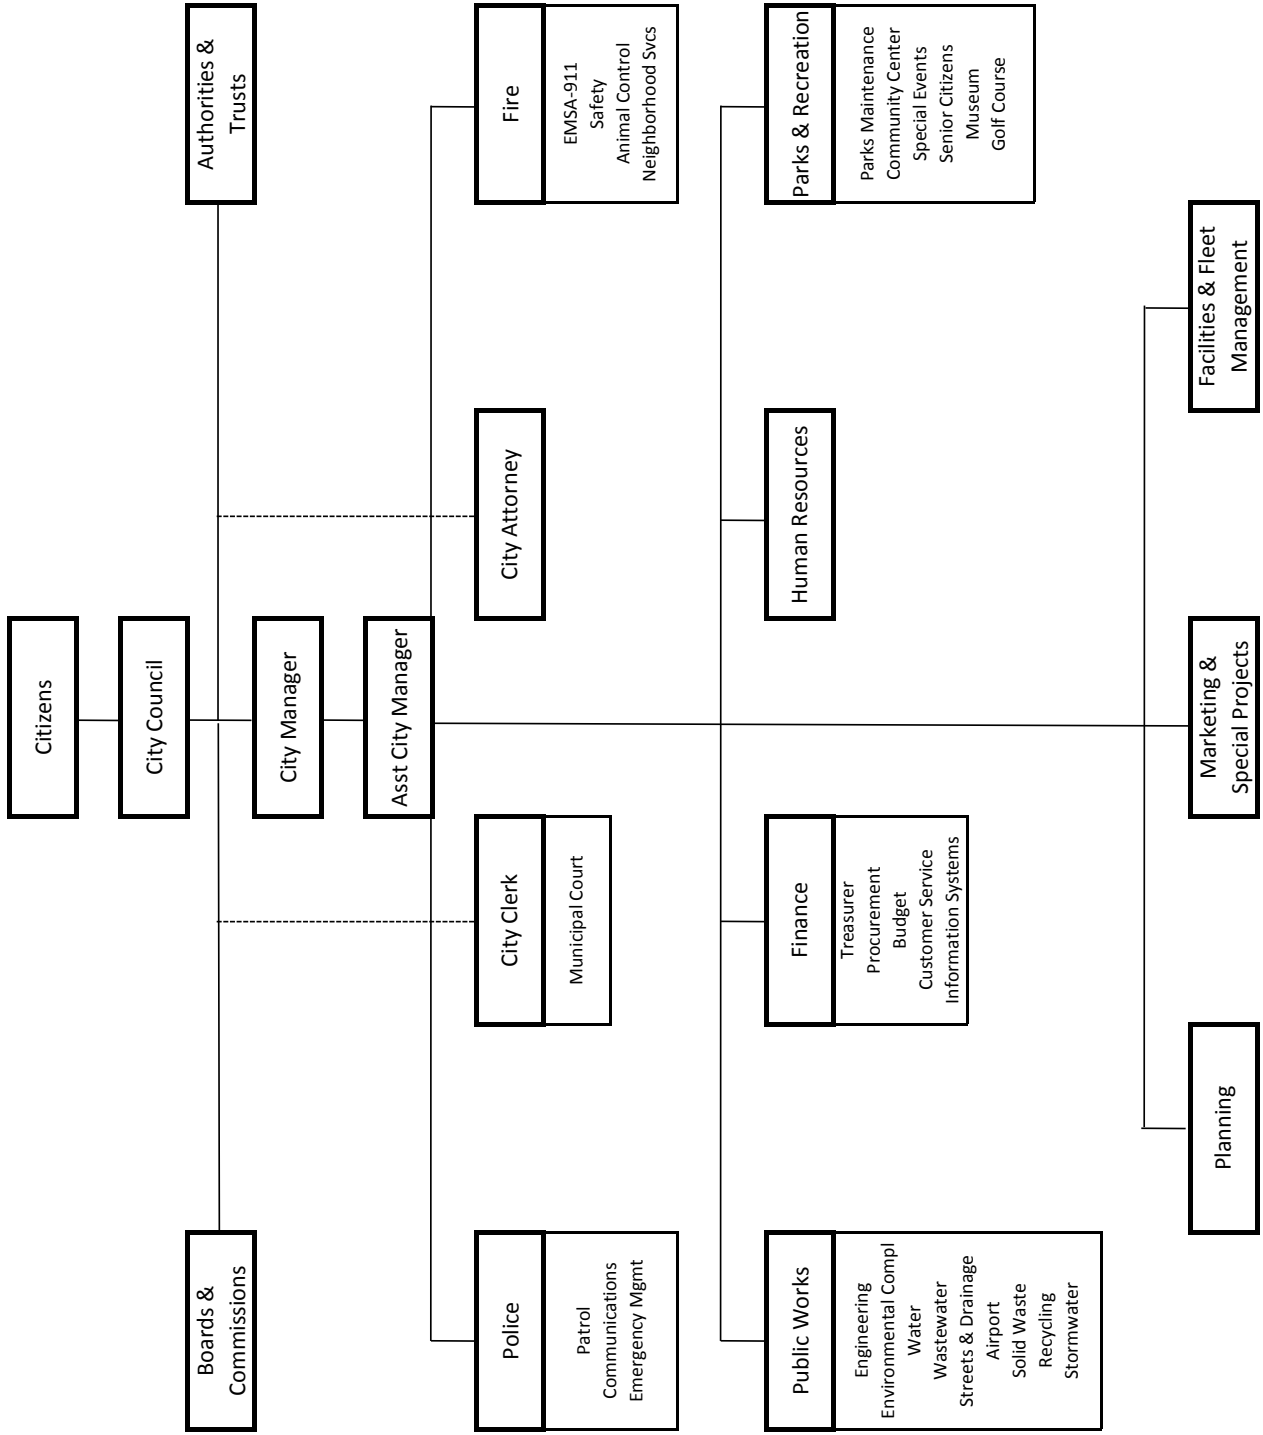 Citizens
City Council
Boards &
Commissions
Authorities &
Trusts
City Manager
Asst City Manager
Police
Patrol
Communications
Emergency Mgmt
City Clerk
Municipal Court
City Attorney
Fire
EMSA-911
Safety
Animal Control
Neighborhood Svcs
Public Works
Engineering
Environmental Compl
Water
Wastewater
Streets & Drainage
Airport
Solid Waste
Recycling
Stormwater
Finance
Treasurer
Procurement
Budget
Customer Service
Information Systems
Human Resources
Parks & Recreation
Parks Maintenance
Community Center
Special Events
Senior Citizens
Museum
Golf Course
Planning
Marketing &
Special Projects
Facilities & Fleet
Management